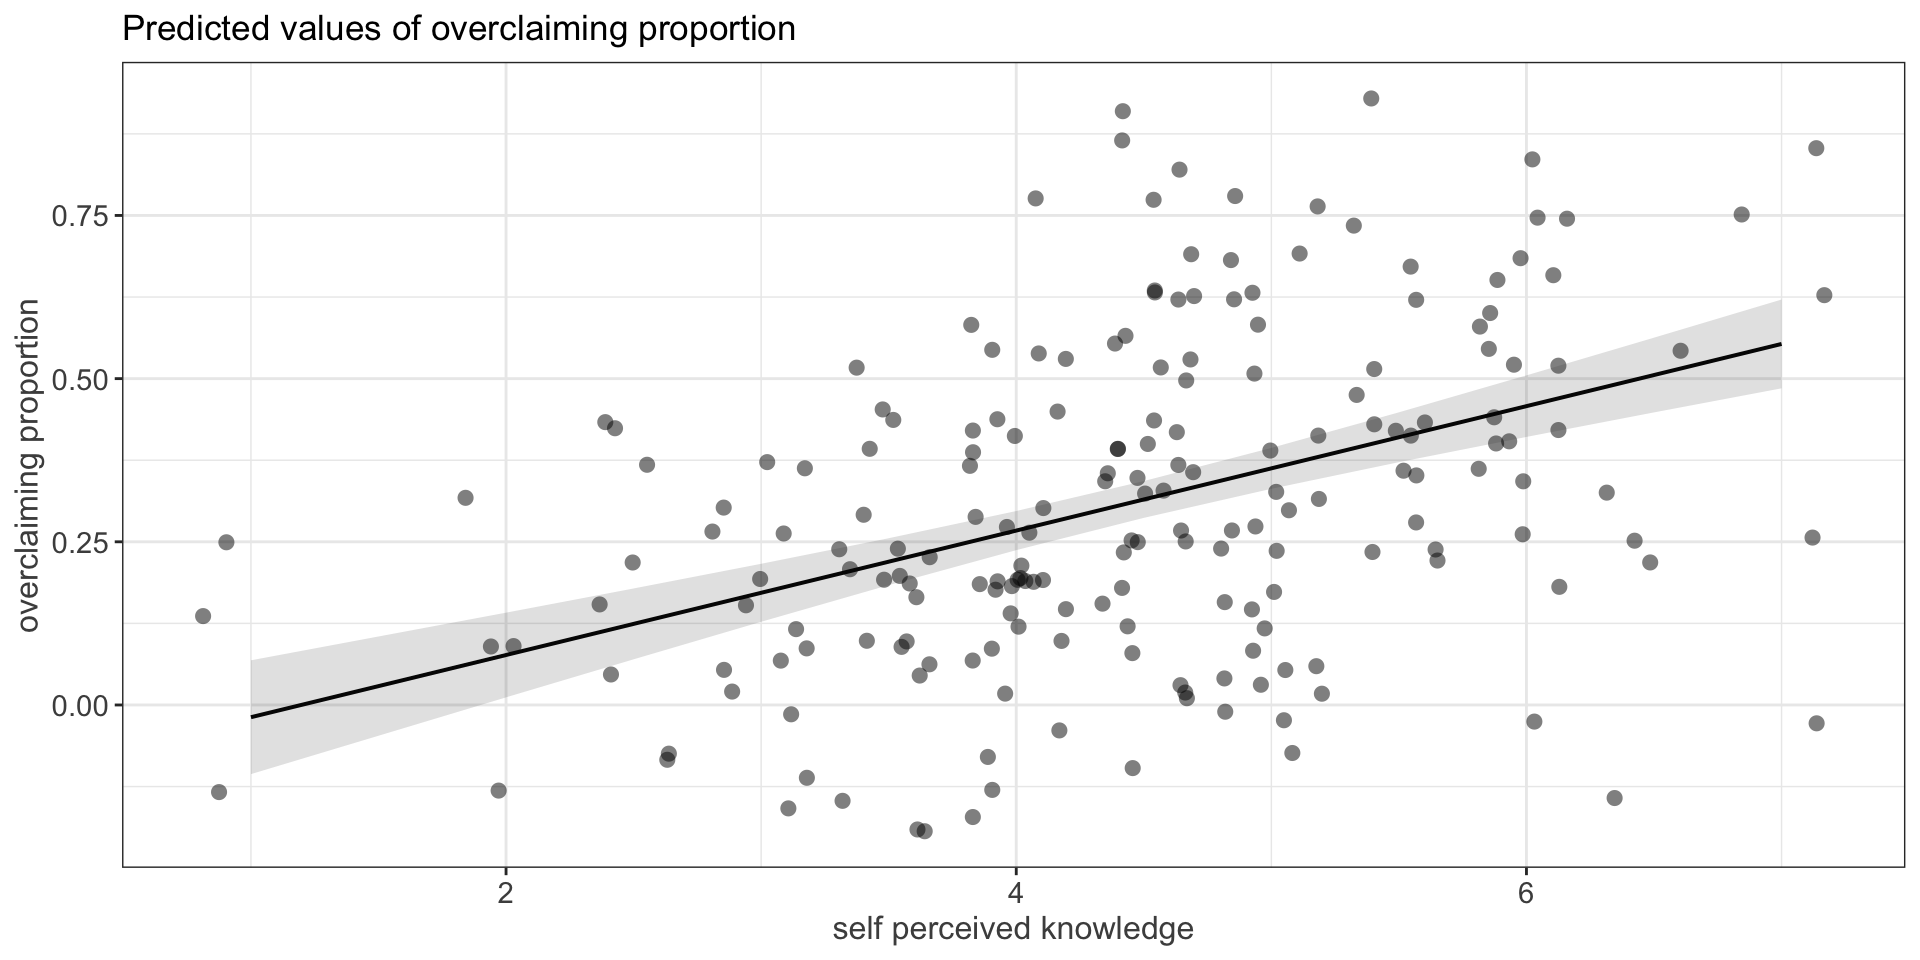 Predicted values of overclaiming proportion
overclaiming proportion
0.75
0.50
0.25
0.00
2
4
6
self perceived knowledge